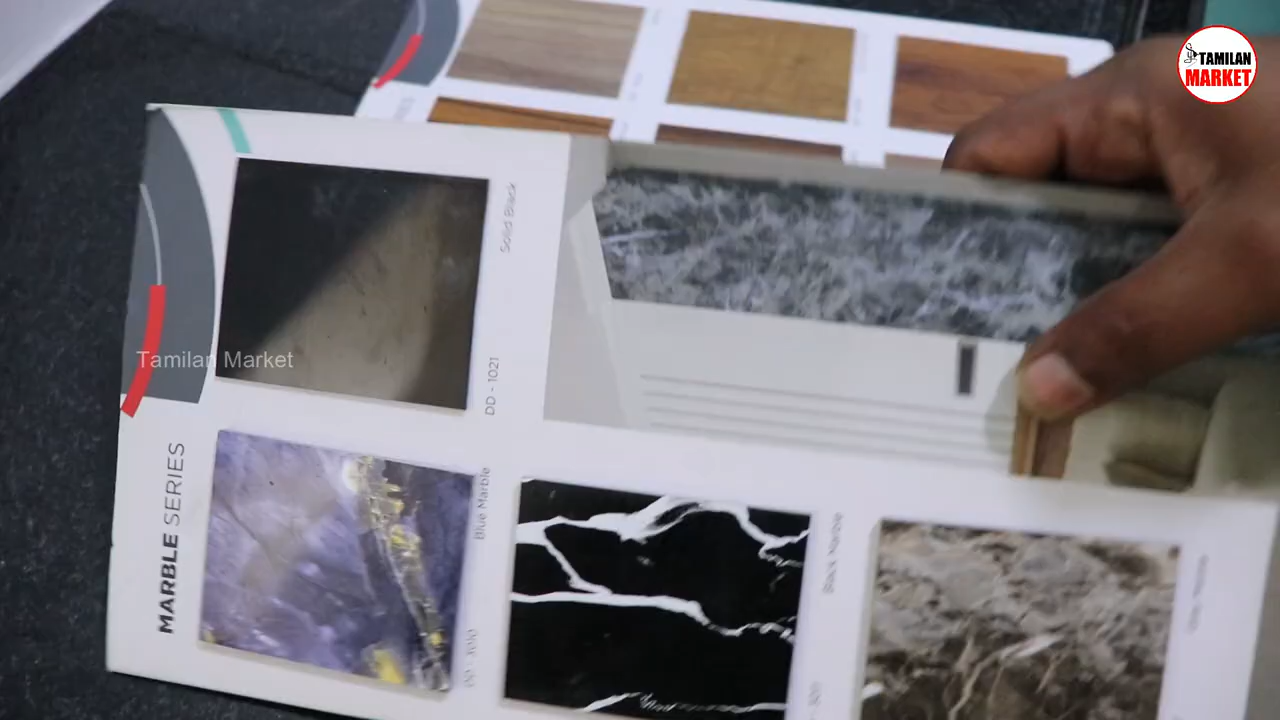 TAMILAN
MARKET
Tamilan Market
MARBLE SERIES
Solid Black
DD - 1021
Blue Marble
Black Marble